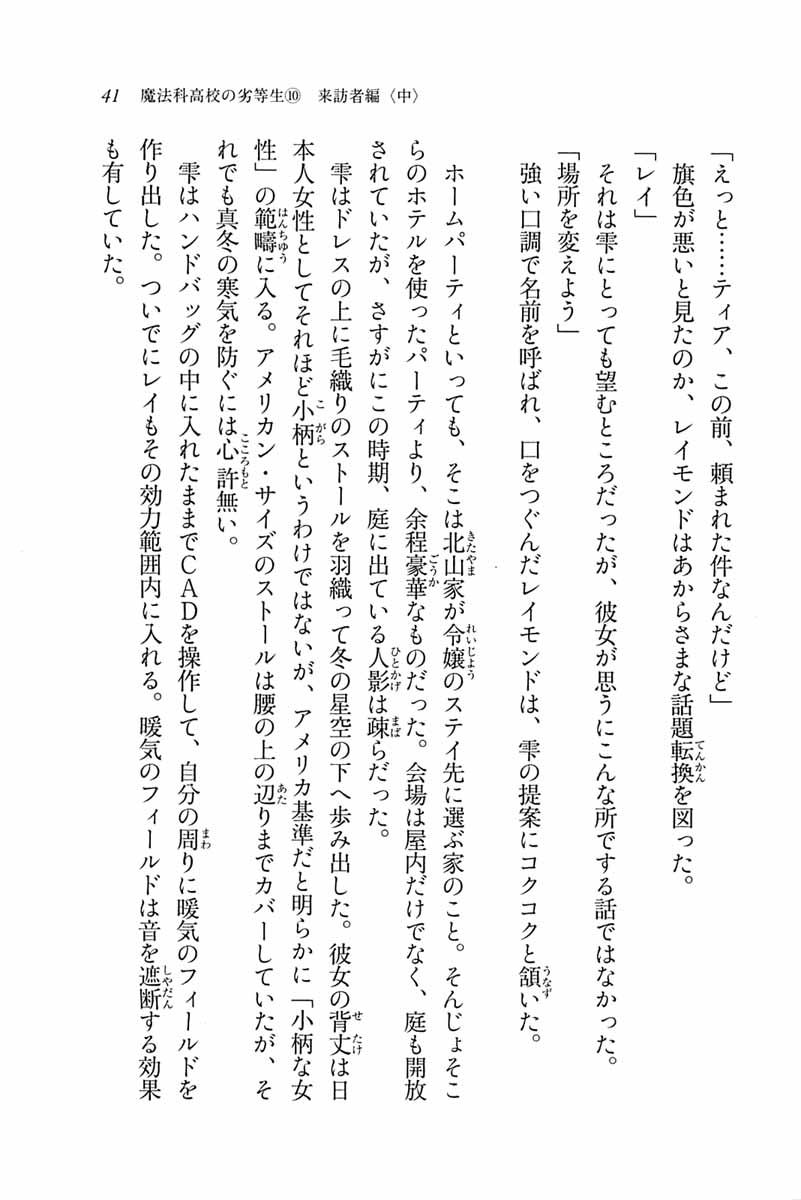 41　魔法科高校の劣等生⑩　来訪者編〈中〉
「えっと……ティア、この前、頼まれた件なんだけど」
　旗色が悪いと見たのか、レイモンドはあからさまな話題転換を図った。
「レイ」
　それは雫にとっても望むところだったが、彼女が思うにこんな所でする話ではなかった。
「場所を変えよう」
　強い口調で名前を呼ばれ、口をつぐんだレイモンドは、雫の提案にコクコクと頷いた。
　ホームパーティといっても、そこは北山家が令嬢のステイ先に選ぶ家のこと。そんじょそこ
らのホテルを使ったパーティより、余程豪華なものだった。会場は屋内だけでなく、庭も開放
されていたが、さすがにこの時期、庭に出ている人影は疎らだった。
　雫はドレスの上に毛織りのストールを羽織って冬の星空の下へ歩み出した。彼女の背丈は日
本人女性としてそれほど小柄というわけではないが、アメリカ基準だと明らかに「小柄な女
性」の範疇に入る。アメリカン・サイズのストールは腰の上の辺りまでカバーしていたが、そ
れでも真冬の寒気を防ぐには心許無い。
　雫はハンドバッグの中に入れたままでＣＡＤを操作して、自分の周りに暖気のフィールドを
作り出した。ついでにレイもその効力範囲内に入れる。暖気のフィールドは音を遮断する効果
も有していた。